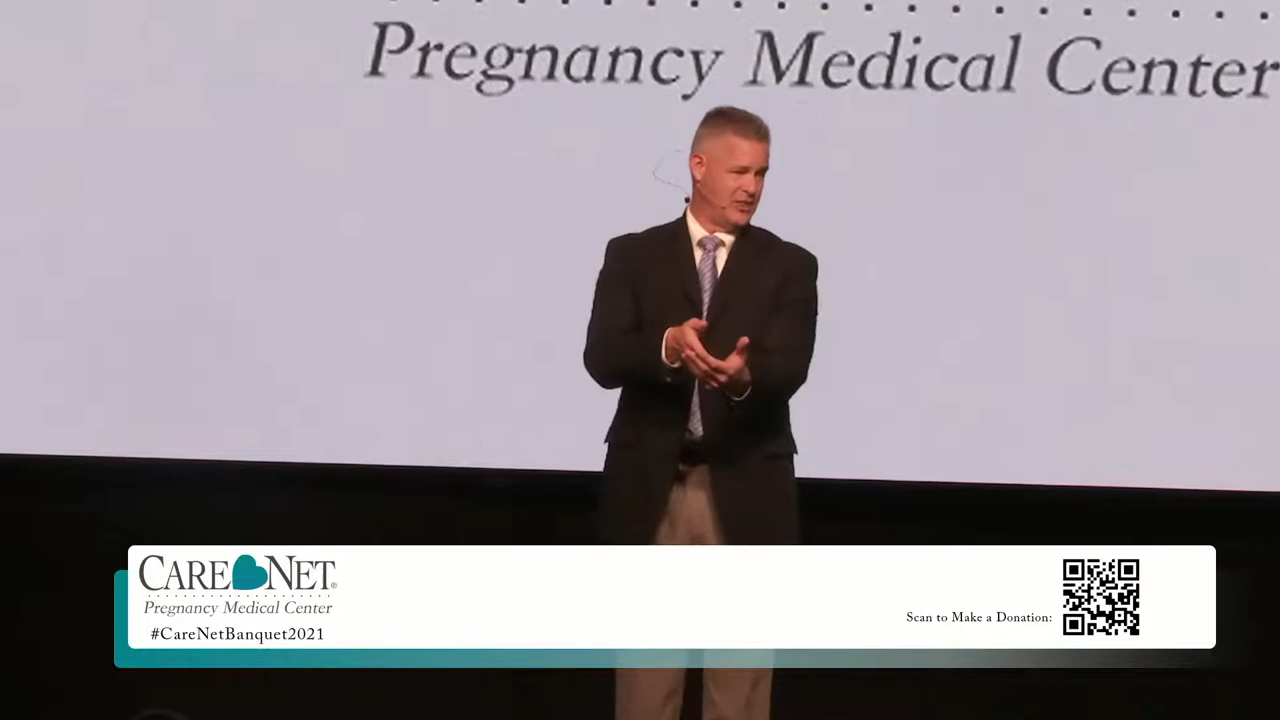 Pregnancy Medical Center
CARE NET®
Pregnancy Medical Center
#CareNetBanquet2021
Scan to Make a Donation: